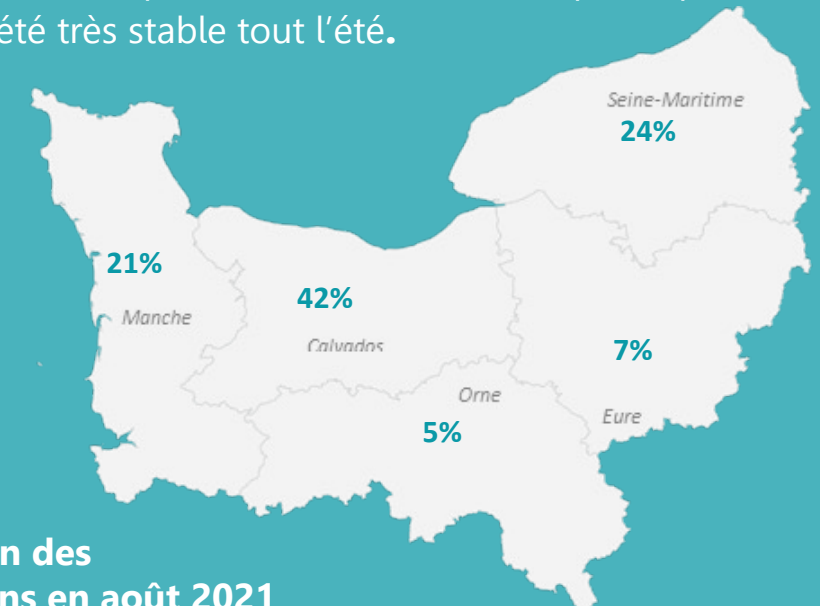 été très stable tout l'été.
Seine-Maritime
24%
21%
Manche
42%
Calvados
7%
Eure
Orne
5%
n des
ns en août 2021